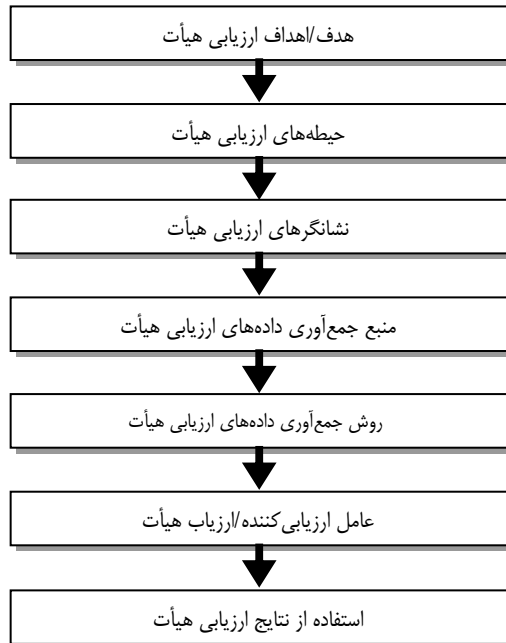 هدف/اهداف ارزیابی هیأت
حیطه‌های ارزیابی هیأت
نشانگرهای ارزیابی هیأت
منبع جمع‌آوری داده‌های ارزیابی هیأت
روش جمع‌آوری داده‌های ارزیابی هیأت
عامل ارزیابی‌کننده/ارزیاب هیأت
استفاده از نتایج ارزیابی هیأت